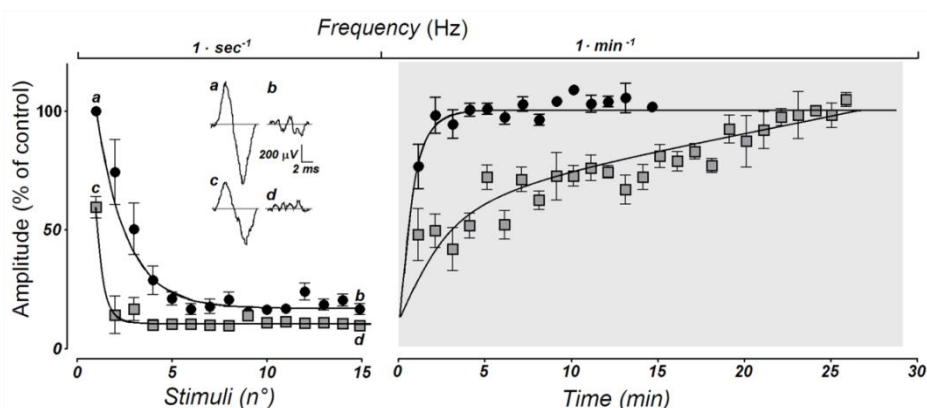 Frequency (Hz)
1 · sec⁻¹
1 · min⁻¹
Amplitude (% of control)
100
50
0
a
c
b
d
a
b
200 µV
2 ms
c
d
0
5
10
15
Stimuli (n°)
0
5
10
15
20
25
30
Time (min)